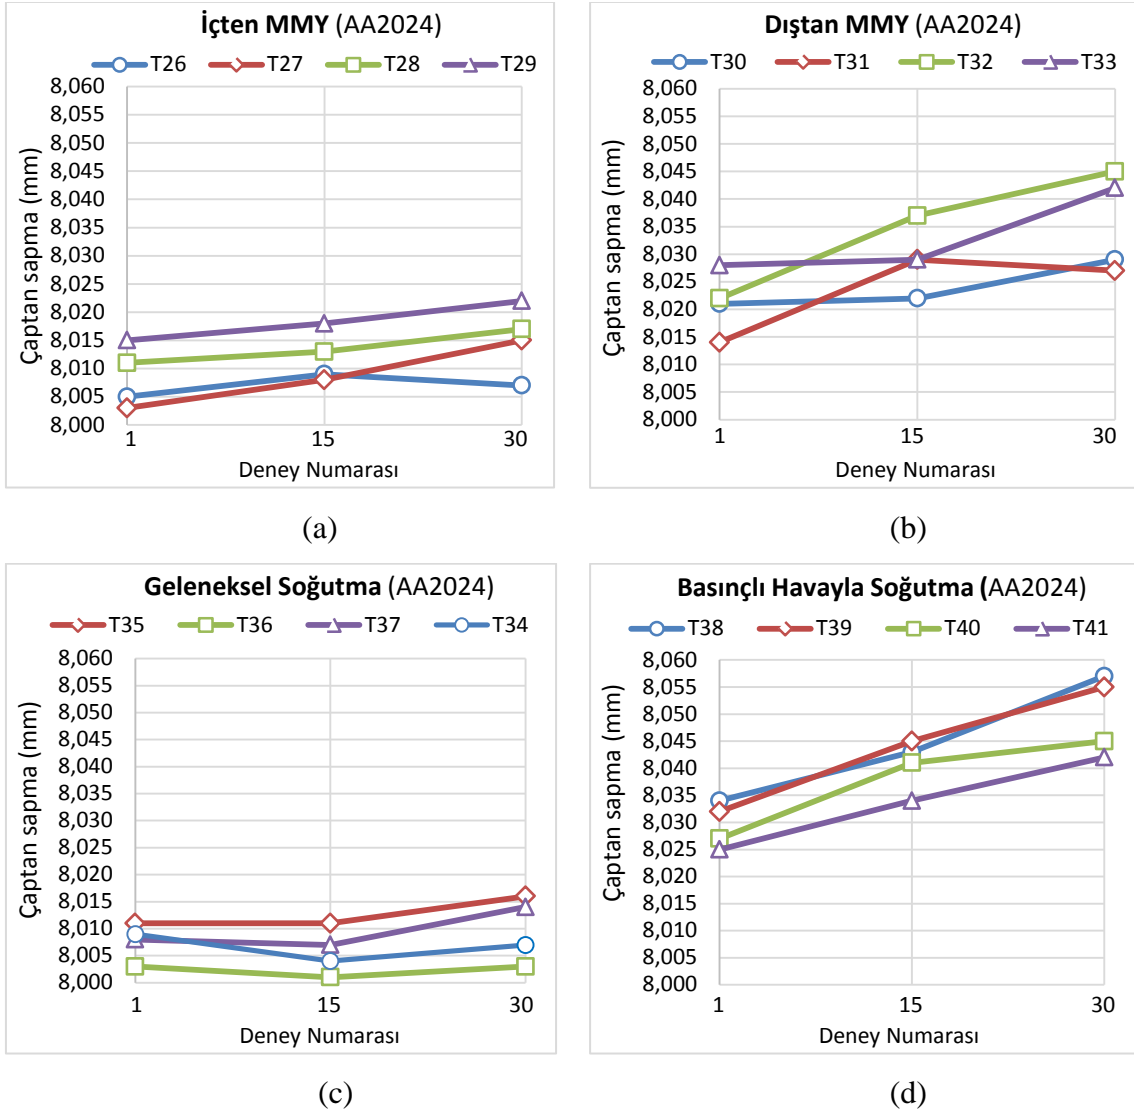 İçten MMY (AA2024)
T26 T27 T28 T29
8,060
8,055
8,050
8,045
8,040
8,035
8,030
8,025
8,020
8,015
8,010
8,005
8,000
Çaptan sapma (mm)
1 15 30
Deney Numarası
(a)
Dıştan MMY (AA2024)
T30 T31 T32 T33
8,060
8,055
8,050
8,045
8,040
8,035
8,030
8,025
8,020
8,015
8,010
8,005
8,000
Çaptan sapma (mm)
1 15 30
Deney Numarası
(b)
Geleneksel Soğutma (AA2024)
T35 T36 T37 T34
8,060
8,055
8,050
8,045
8,040
8,035
8,030
8,025
8,020
8,015
8,010
8,005
8,000
Çaptan sapma (mm)
1 15 30
Deney Numarası
(c)
Basınçlı Havayla Soğutma (AA2024)
T38 T39 T40 T41
8,060
8,055
8,050
8,045
8,040
8,035
8,030
8,025
8,020
8,015
8,010
8,005
8,000
Çaptan sapma (mm)
1 15 30
Deney Numarası
(d)